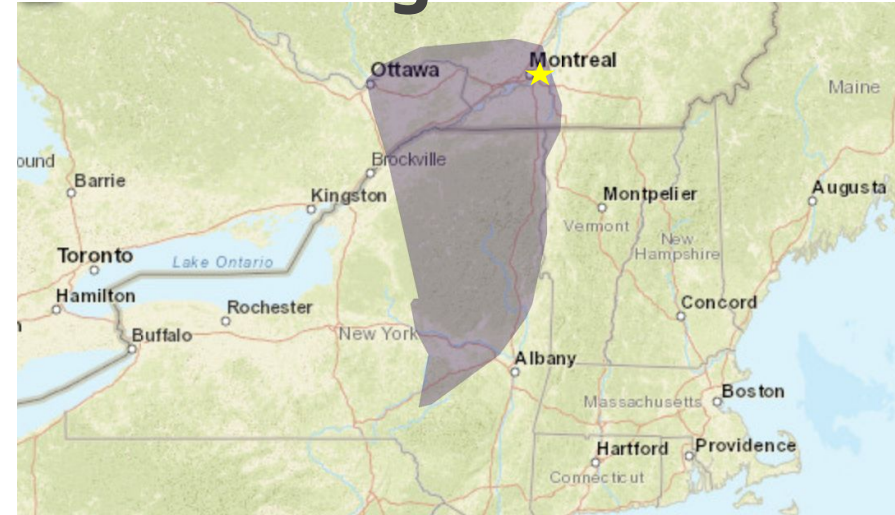 Montreal
Ottawa
Maine
ound
Brockville
Barrie
Augusta
Kingston
Montpelier
Vermont
New
Hampshire
Toronto
Lake Ontario
Hamilton
Rochester
Concord
Buffalo
New York
Albany
Boston
Massachusetts
Hartford
Providence
Connecticut